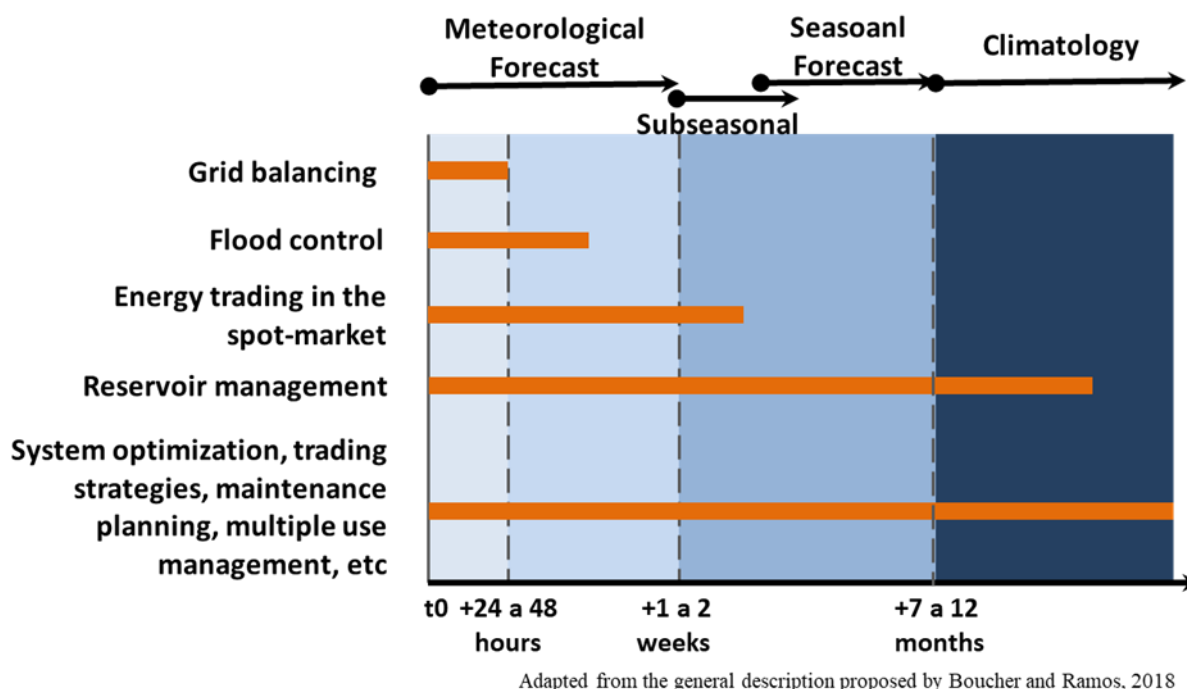 Meteorological
Forecast
Seasoanl
Forecast
Climatology
Subseasonal
Grid balancing
Flood control
Energy trading in the
spot-market
Reservoir management
System optimization, trading
strategies, maintenance
planning, multiple use
management, etc
t0
+24 a 48
hours
+1 a 2
weeks
+7 a 12
months
Adapted from the general description proposed by Boucher and Ramos, 2018